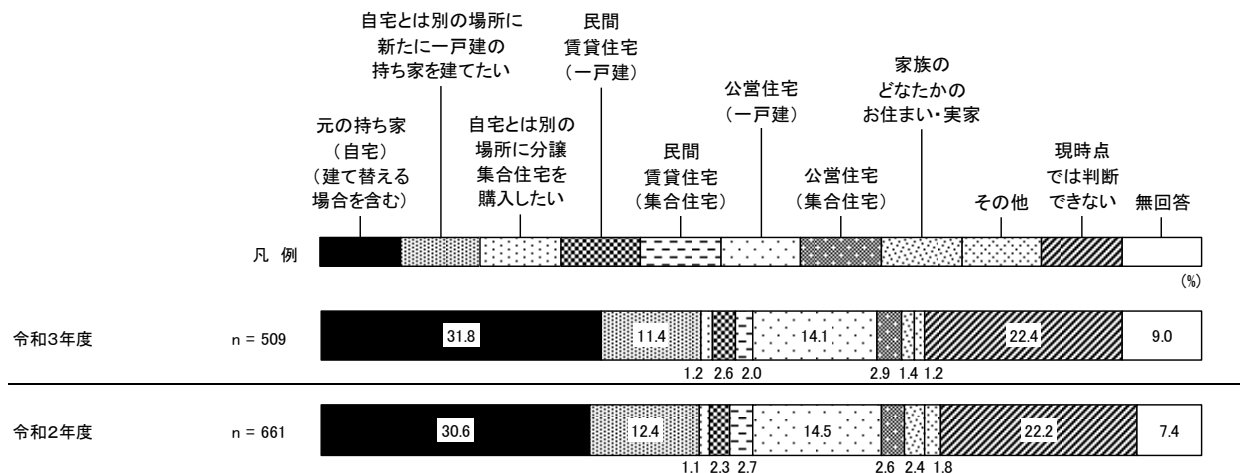 自宅とは別の場所に
新たに一戸建の
持ち家を建てたい
民間
賃貸住宅
（一戸建）
公営住宅
（一戸建）
家族の
どなたかの
お住まい・実家
元の持ち家
（自宅）
（建て替える
場合を含む）
自宅とは別の
場所に分譲
集合住宅を
購入したい
民間
賃貸住宅
（集合住宅）
公営住宅
（集合住宅）
その他
現時点
では判断
できない
無回答
凡 例
(%)
令和3年度 n = 509 31.8 11.4 14.1 22.4 9.0
1.2 2.6 2.0 2.9 1.4 1.2
令和2年度 n = 661 30.6 12.4 14.5 22.2 7.4
1.1 2.3 2.7 2.6 2.4 1.8